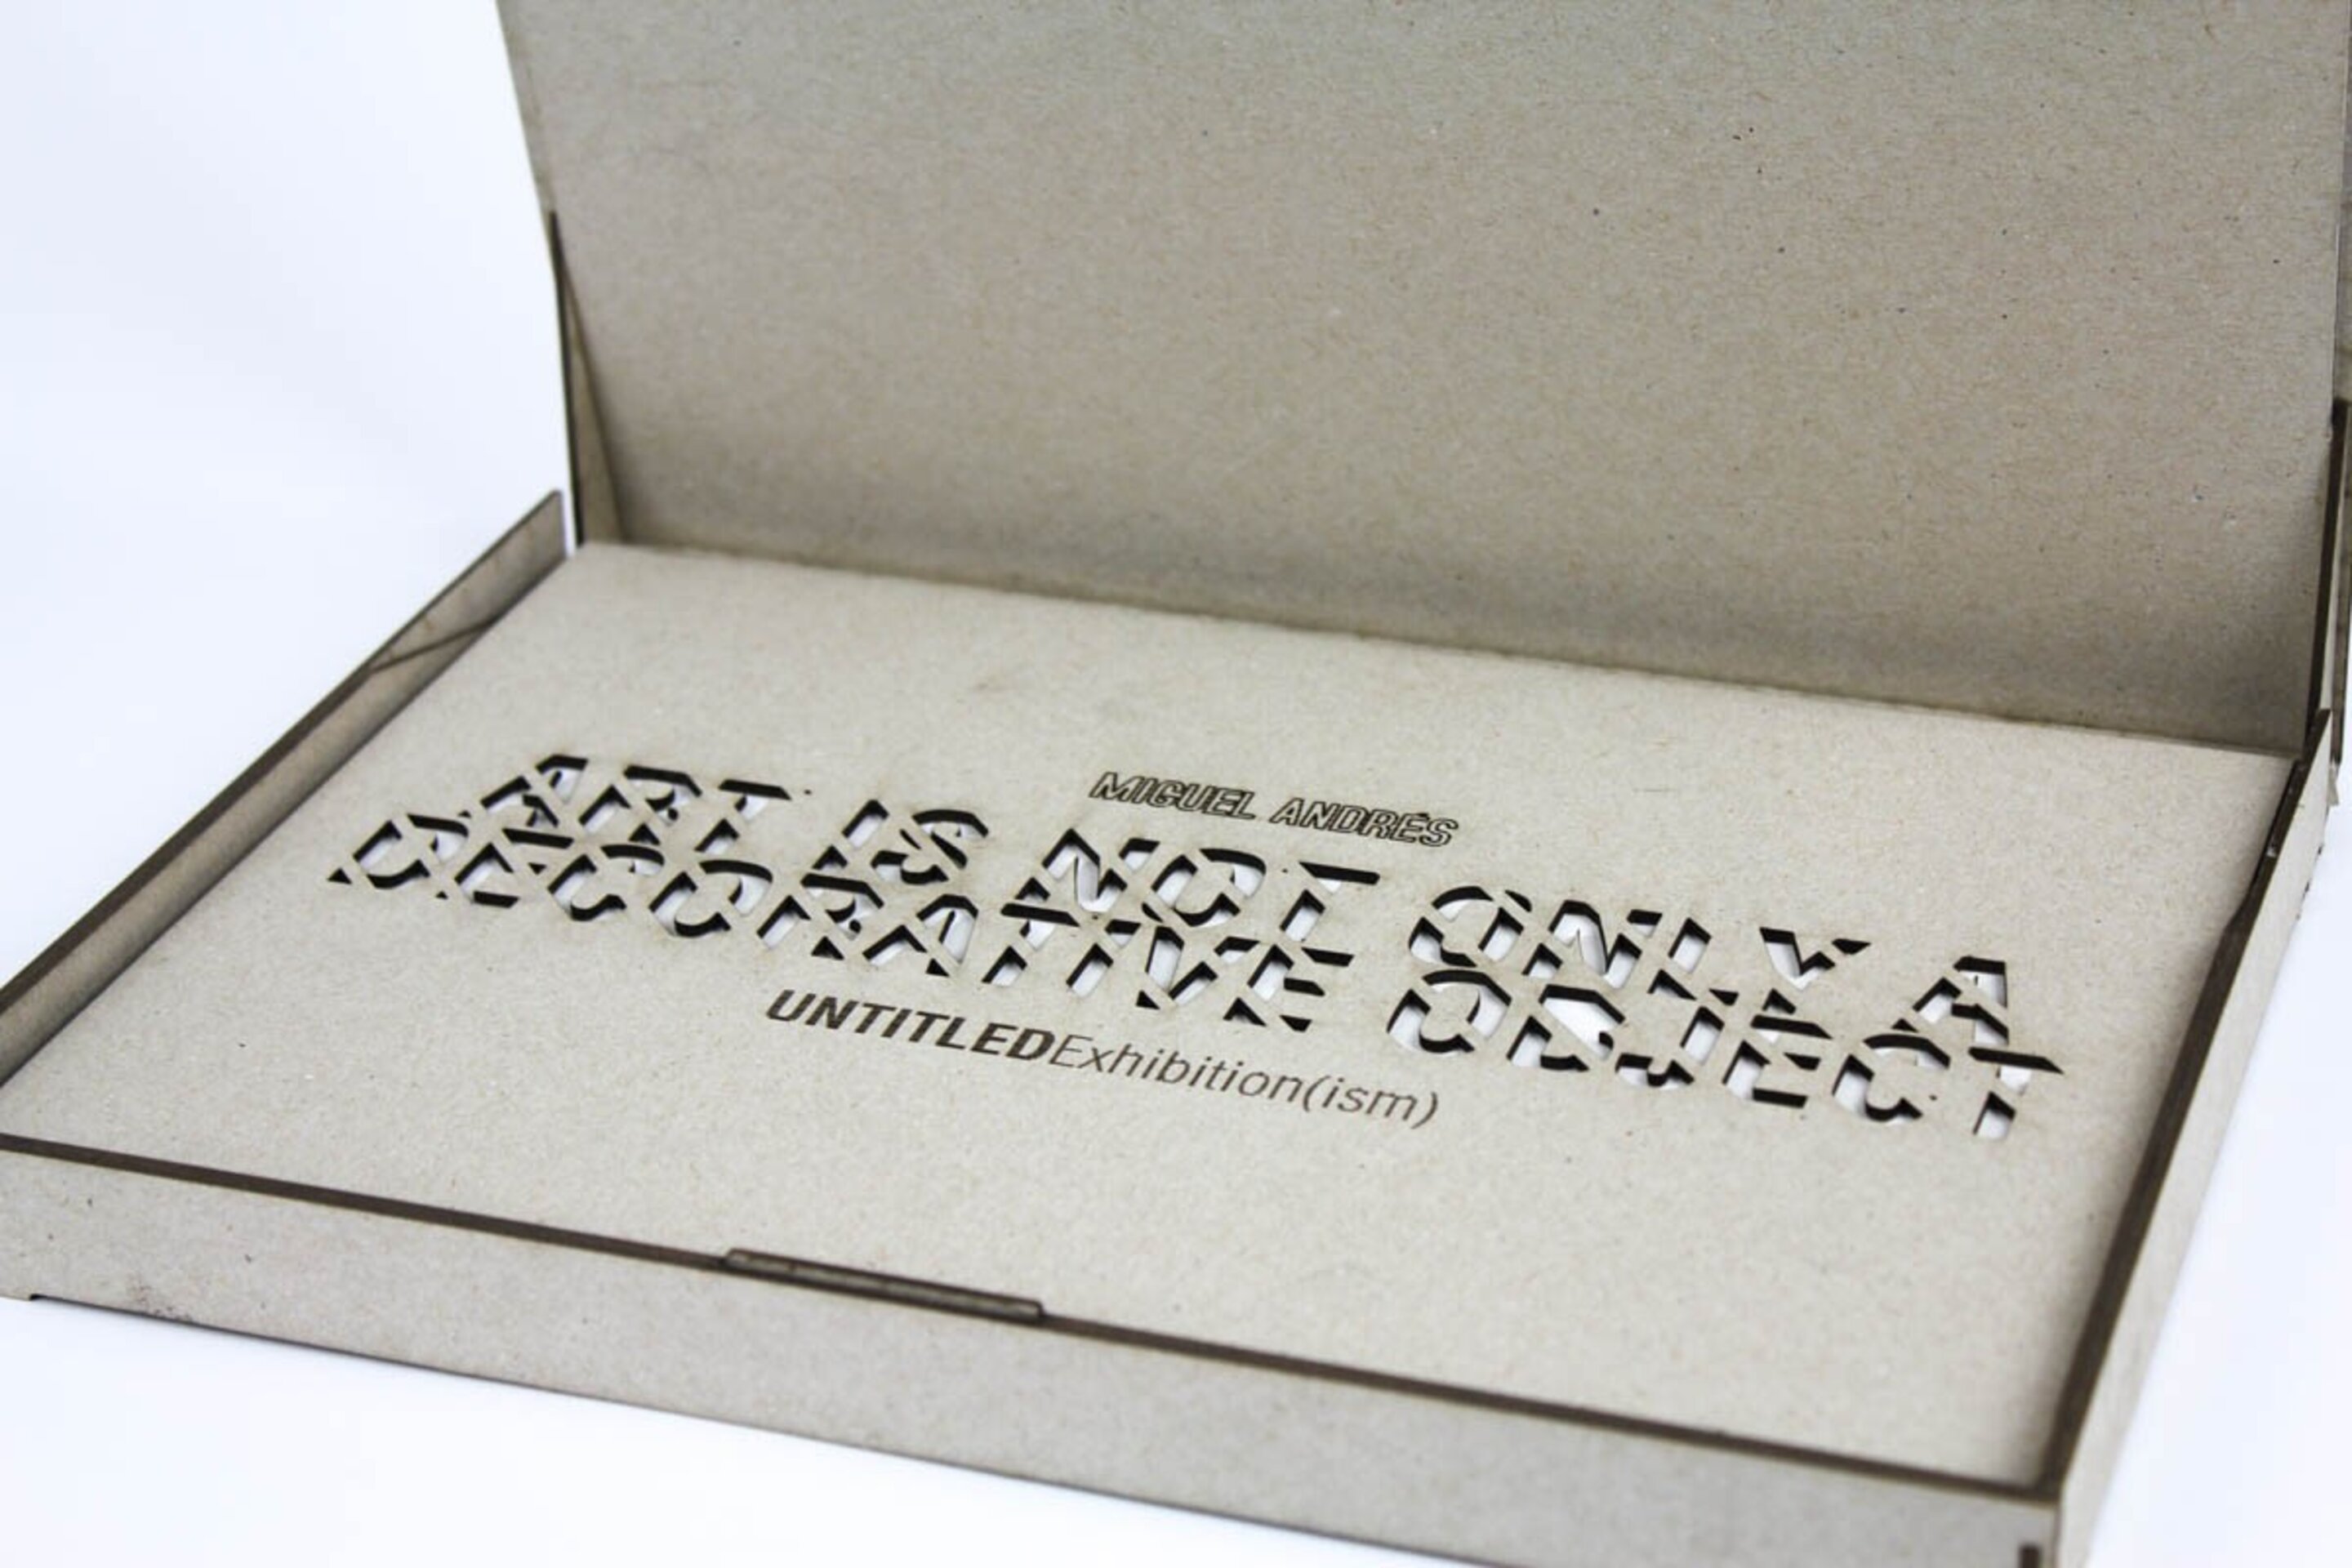 MIGUEL ANDRÉS
ART IS NOT ONLY A
DECORATIVE OBJECT
UNTITLEDExhibition(ism)